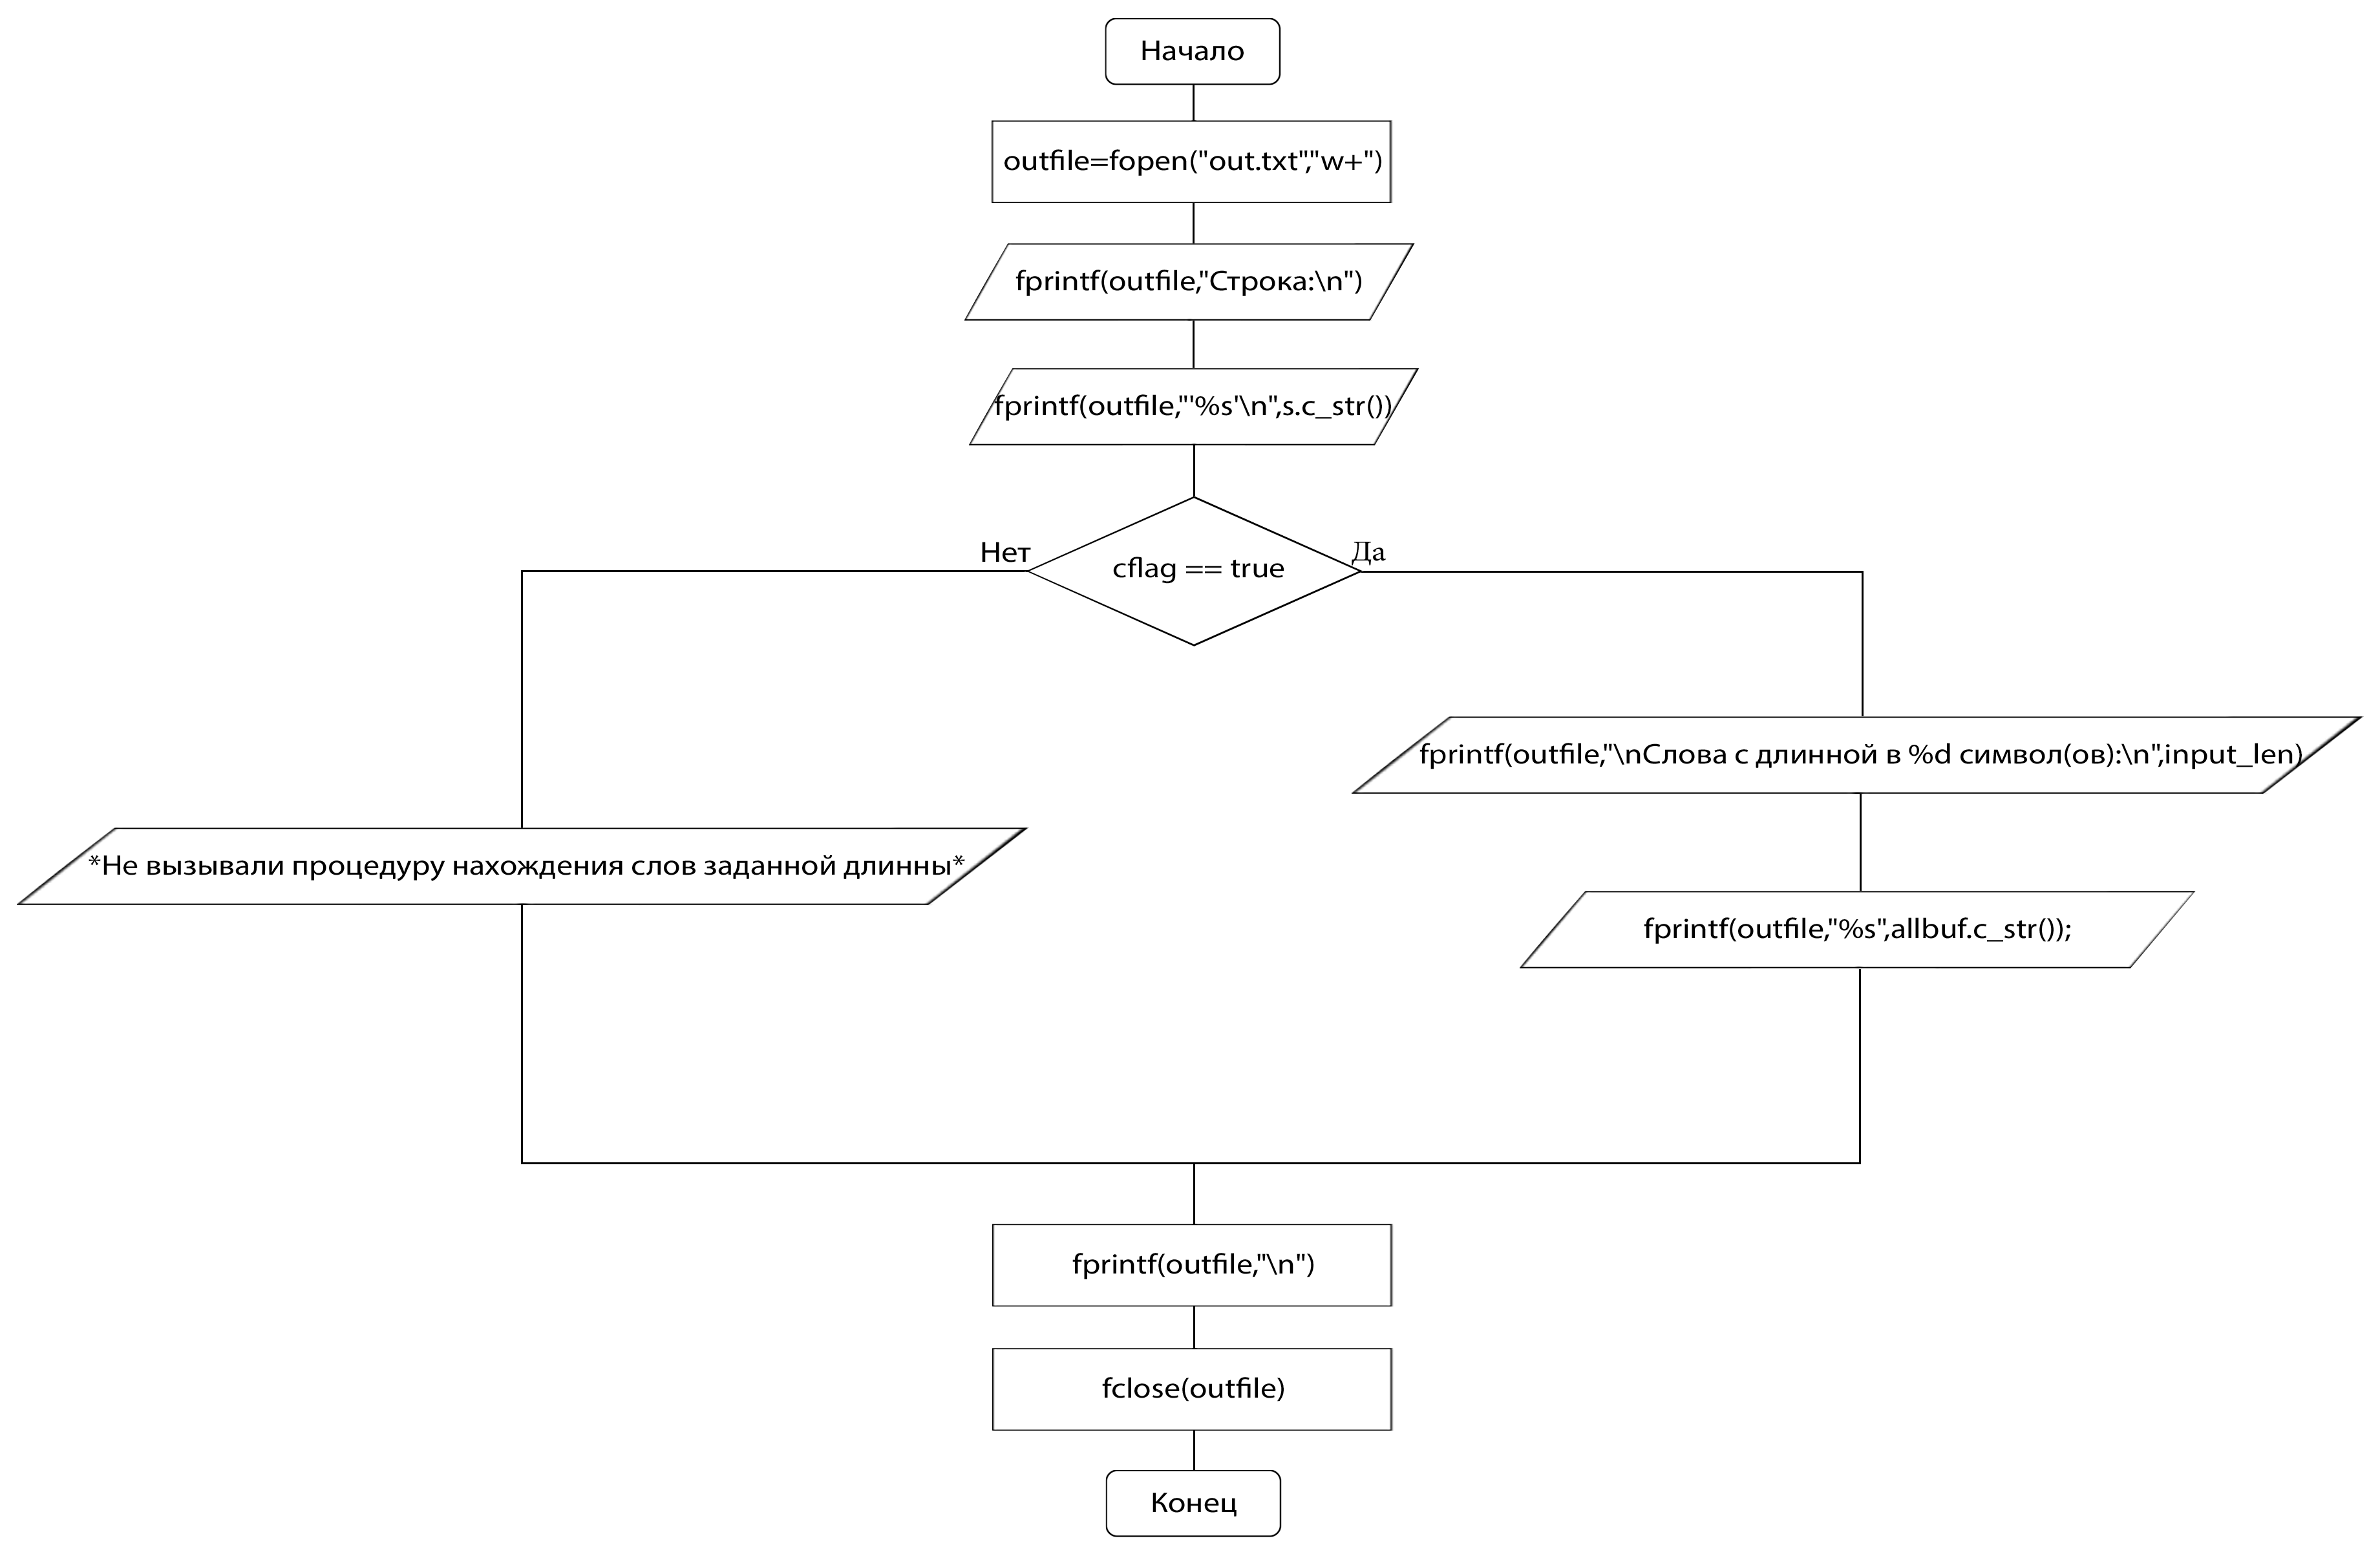 Начало
outfile=fopen("out.txt","w+")
fprintf(outfile,"Строка:\n")
fprintf(outfile,"'%s'\n",s.c_str())
Нет
cflag == true
Да
fprintf(outfile,"\nСлова с длинной в %d символ(ов):\n",input_len)
*Не вызывали процедуру нахождения слов заданной длинны*
fprintf(outfile,"%s",allbuf.c_str());
fprintf(outfile,"\n")
fclose(outfile)
Конец